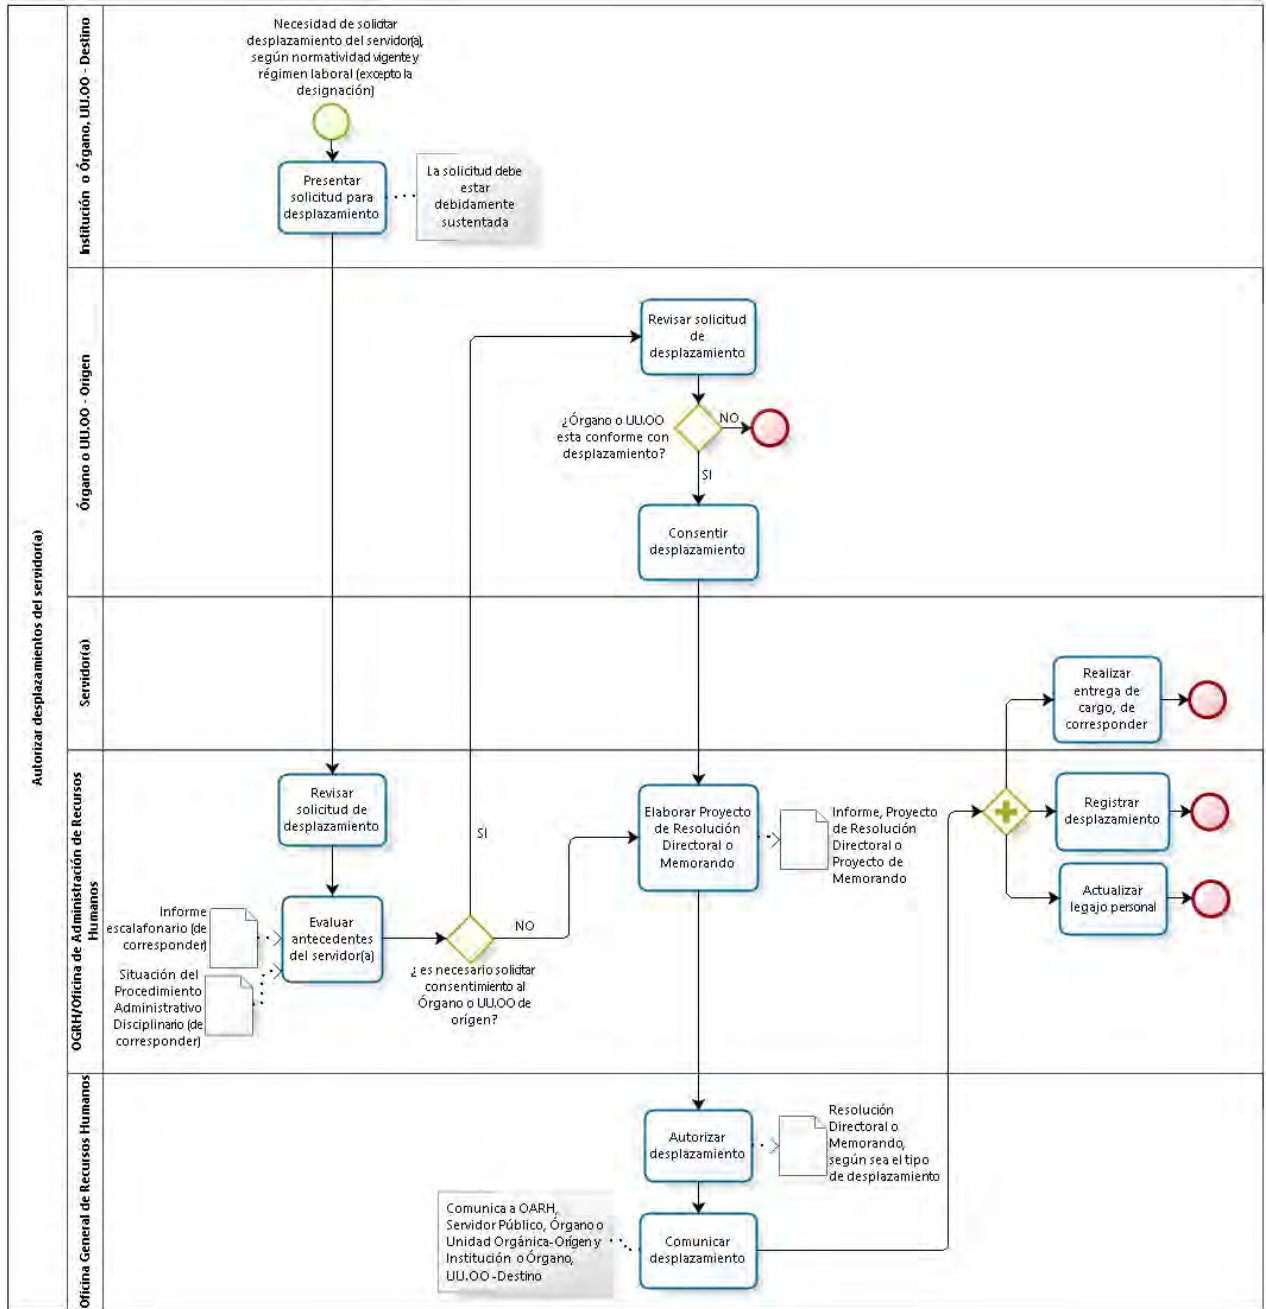 Autorizar desplazamientos del servidor(a)
Institución o Órgano, UU.OO - Destino
Necesidad de solicitar
desplazamiento del servidor(a),
según normatividad vigente y
régimen laboral (excepto la
designación)
Presentar
solicitud para
desplazamiento
La solicitud debe
estar
debidamente
sustentada
Órgano o UU.OO - Origen
Revisar solicitud
de
desplazamiento
¿Órgano o UU.OO
esta conforme con
desplazamiento?
NO
SI
Consentir
desplazamiento
Servidor(a)
Realizar
entrega de
cargo, de
corresponder
OGRH/Oficina de Administración de Recursos
Humanos
Revisar
solicitud de
desplazamiento
Informe
escalafonario (de
corresponder)
Situación del
Procedimiento
Administrativo
Disciplinario (de
corresponder)
Evaluar
antecedentes
del servidor(a)
SI
NO
¿ es necesario solicitar
consentimiento al
Órgano o UU.OO de
orígen?
Elaborar Proyecto
de Resolución
Directoral o
Memorando
Informe, Proyecto
de Resolución
Directoral o
Proyecto de
Memorando
Registrar
desplazamiento
Actualizar
legajo personal
Oficina General de Recursos Humanos
Autorizar
desplazamiento
Resolución
Directoral o
Memorando,
según sea el tipo
de desplazamiento
Comunica a OARH,
Servidor Público, Órgano o
Unidad Orgánica-Orígen y
Institución o Órgano,
UU.OO -Destino
Comunicar
desplazamiento